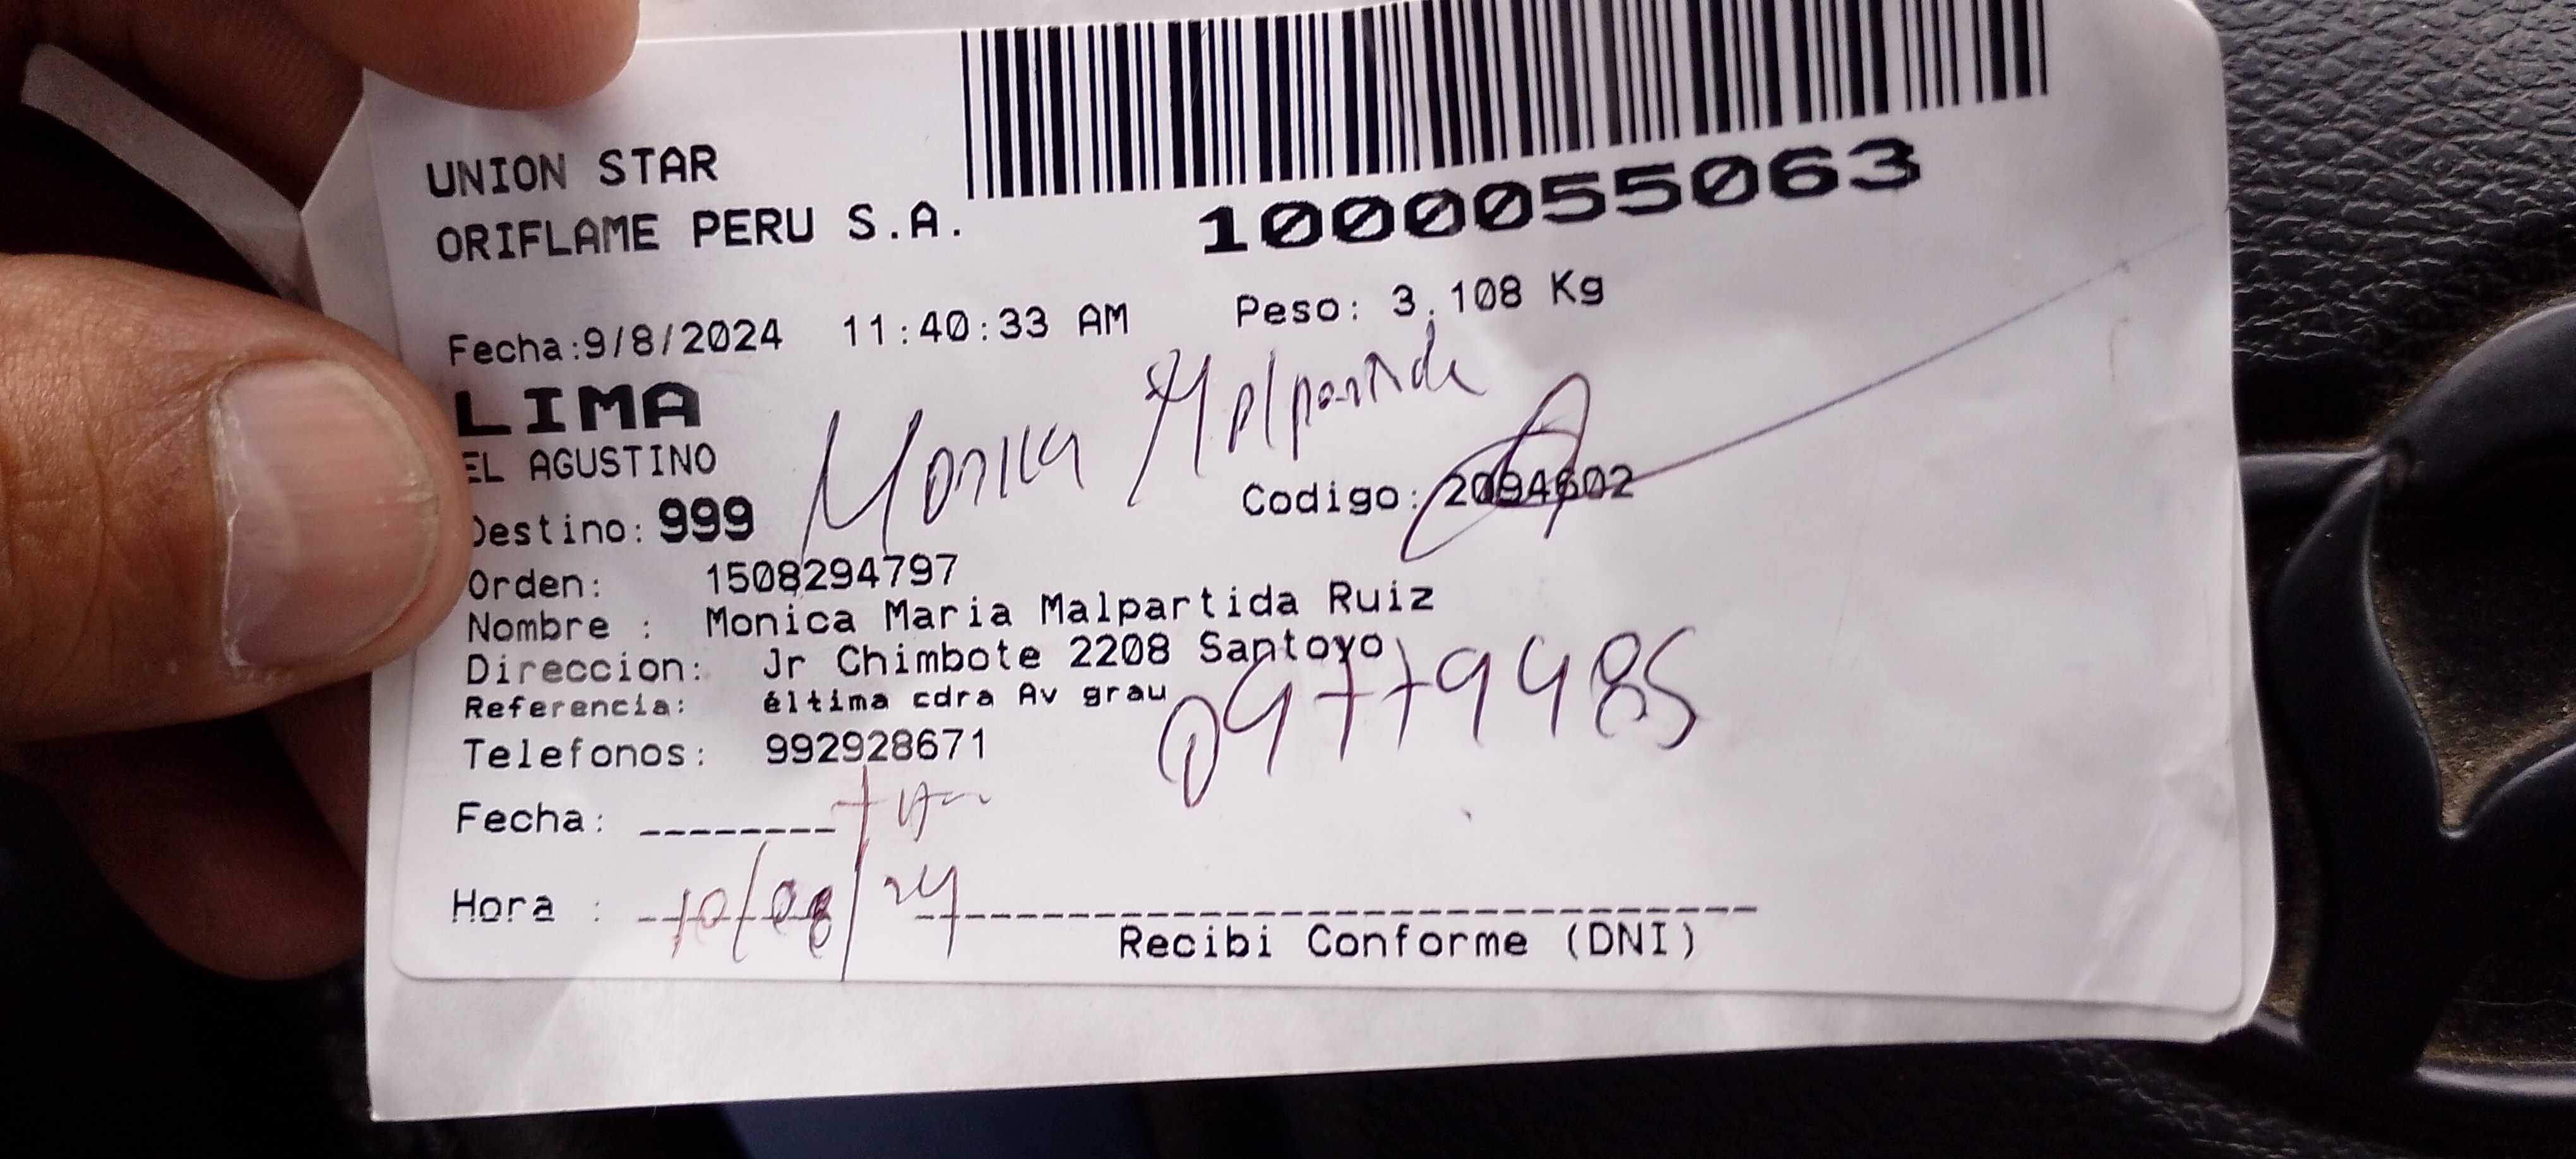 1000055063
UNION STAR
ORIFLAME PERU S.A.
Fecha:9/8/2024 11:40:33 AM Peso: 3.108 Kg
LIMA
EL AGUSTINO
Monica Malpartida
Destino: 999 Codigo: 2094602
Orden: 1508294797
Nombre : Monica Maria Malpartida Ruiz
Direccion: Jr Chimbote 2208 Santoyo
Referencia: éltima cdra Av grau
Telefonos: 992928671
09779485
Fecha: --------
Hora : 10/08/24
Recibi Conforme (DNI)